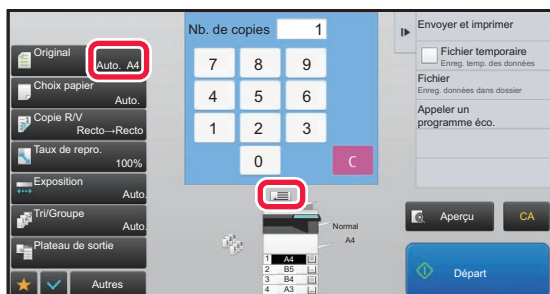 Original
Auto. A4
Choix papier
Auto.
Copie R/V
Recto→Recto
Taux de repro.
100%
Exposition
Auto.
Tri/Groupe
Auto.
Plateau de sortie
Autres
Nb. de copies 1
7 8 9
4 5 6
1 2 3
0 C
Normal
A4
1 A4
2 B5
3 B4
4 A3
Envoyer et imprimer
Fichier temporaire
Enreg. temp. des données
Fichier
Enreg. données dans dossier
Appeler un
programme éco.
Aperçu
CA
Départ